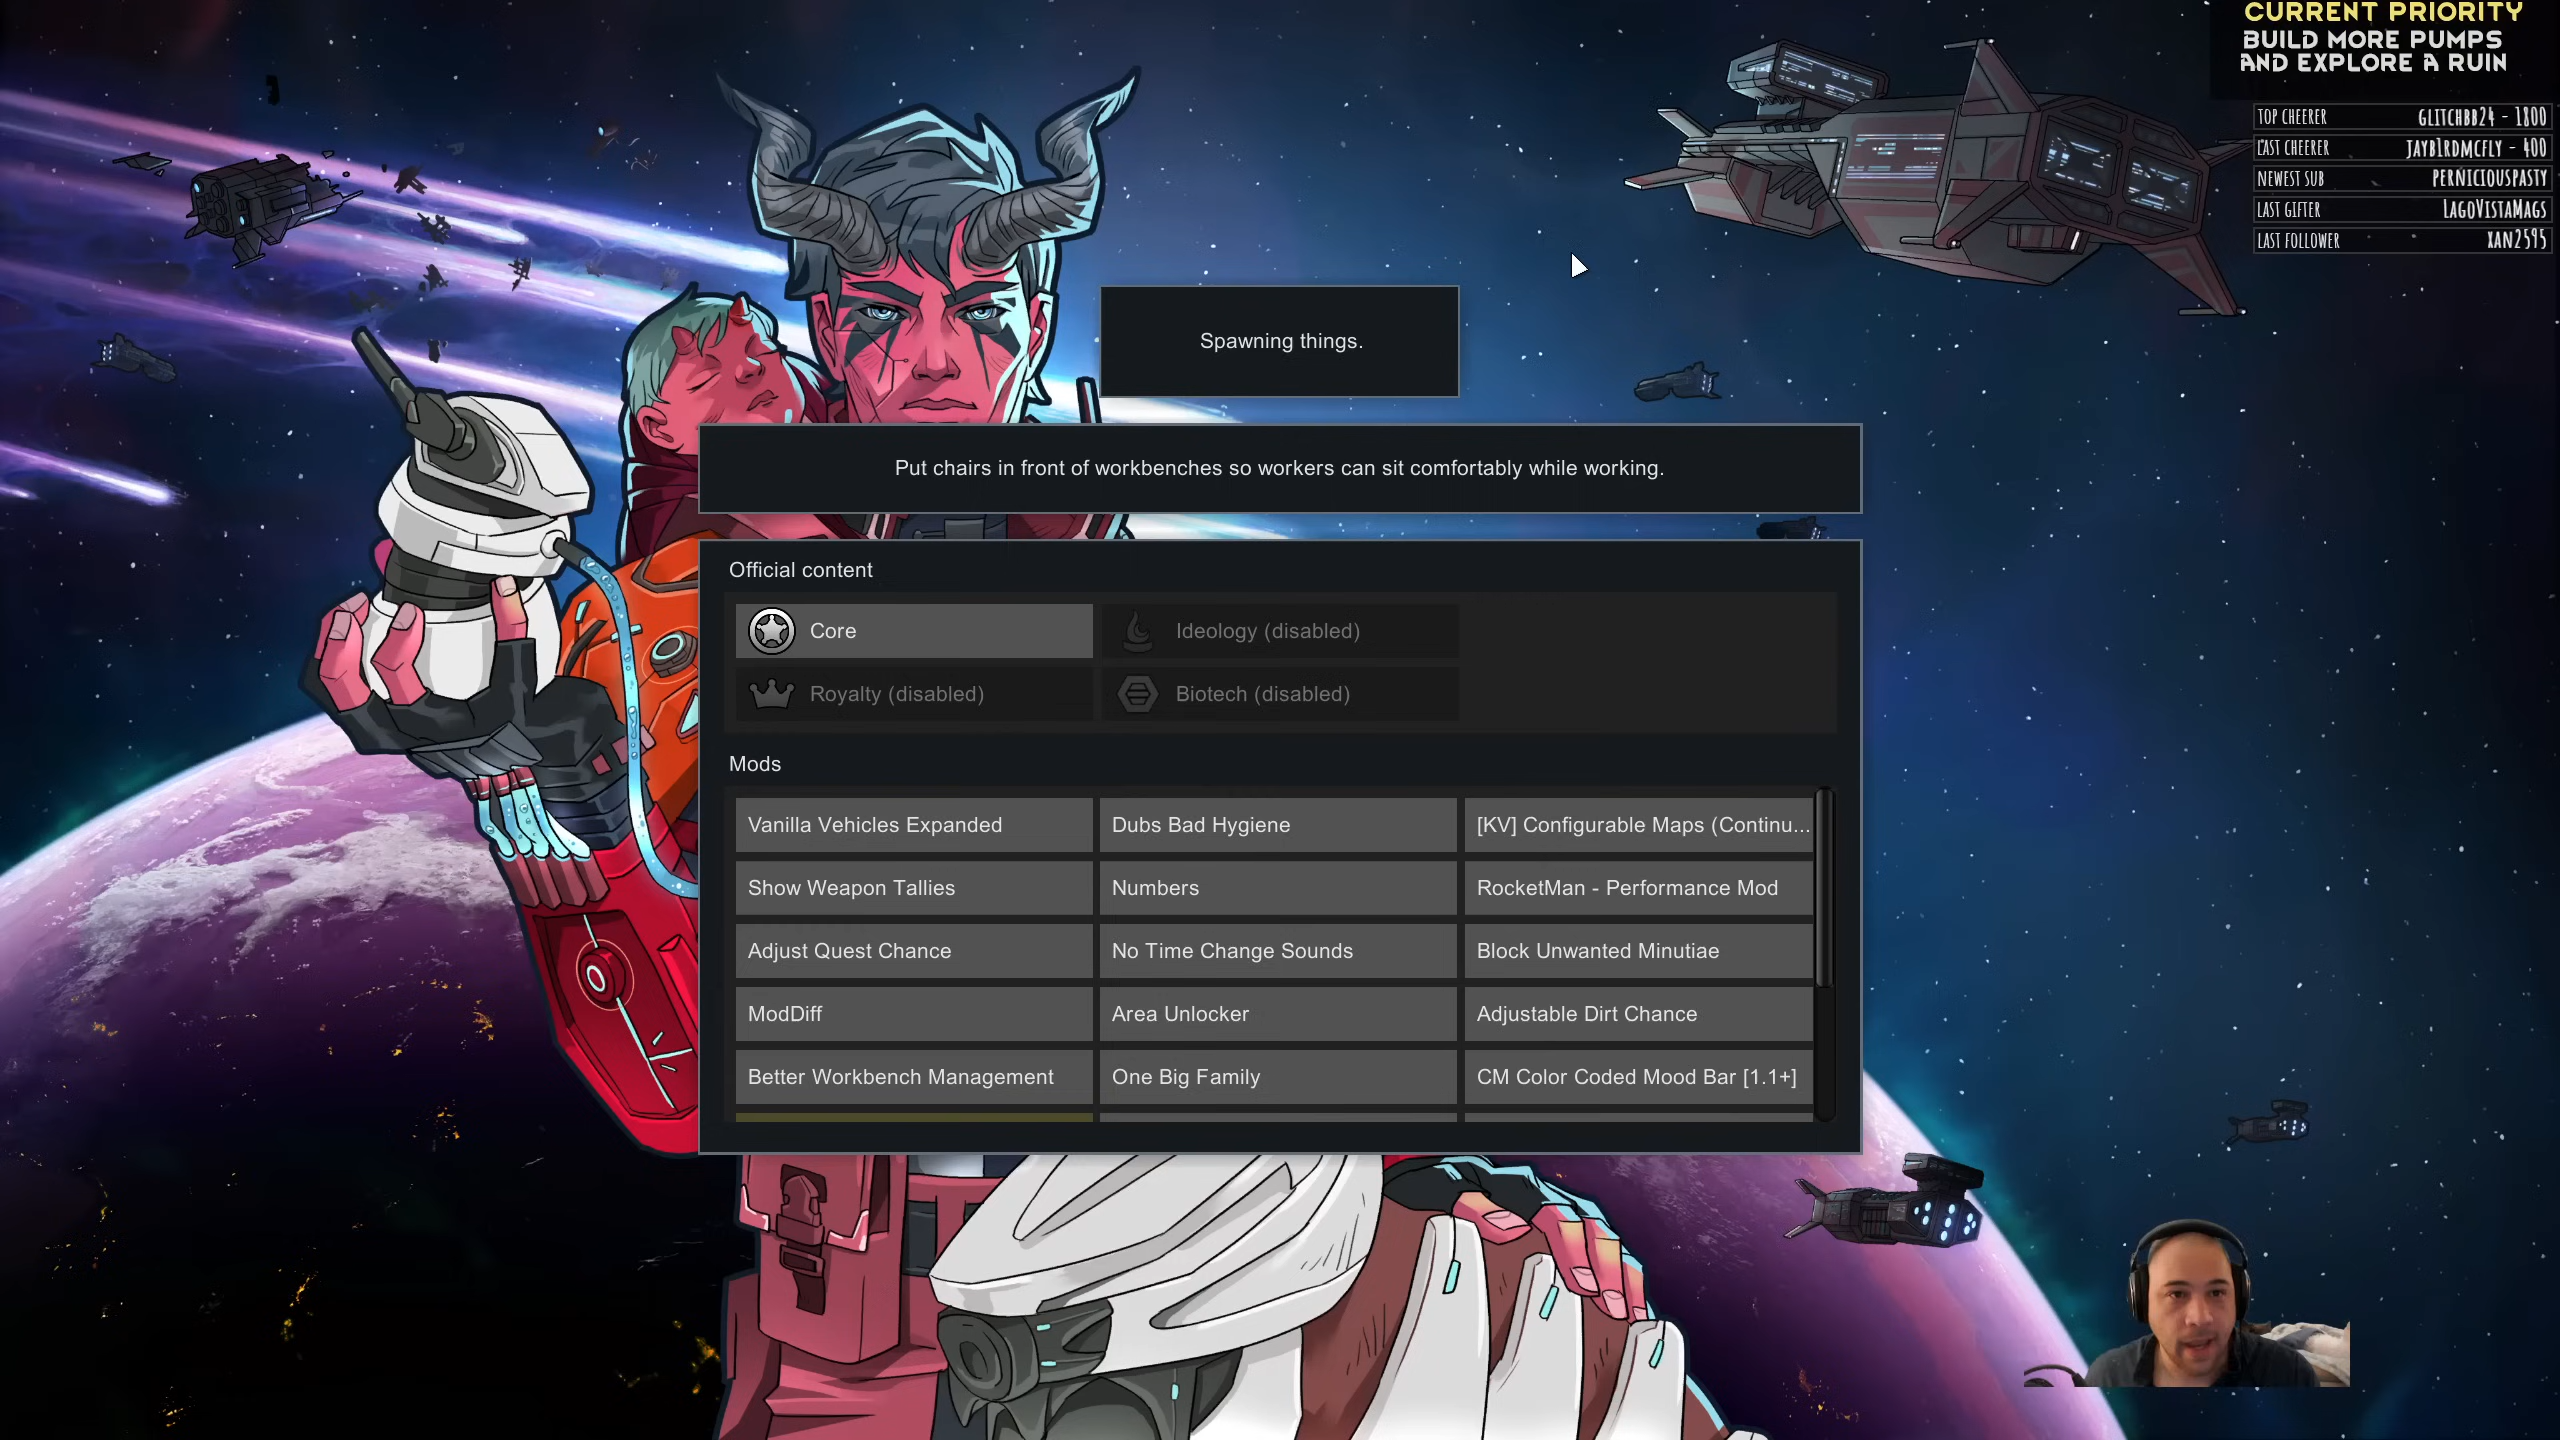 CURRENT PRIORITY
BUILD MORE PUMPS
AND EXPLORE A RUIN
TOP CHEERER GLITCHBB24 - 1800
LAST CHEERER JAYB1RDMCFLY - 400
NEWEST SUB PERNICIOUSPASTY
LAST GIFTER LAGOVISTAMAGS
LAST FOLLOWER XAN2595
Spawning things.
Put chairs in front of workbenches so workers can sit comfortably while working.
Official content
Core
Ideology (disabled)
Royalty (disabled)
Biotech (disabled)
Mods
Vanilla Vehicles Expanded
Dubs Bad Hygiene
[KV] Configurable Maps (Continu...
Show Weapon Tallies
Numbers
RocketMan - Performance Mod
Adjust Quest Chance
No Time Change Sounds
Block Unwanted Minutiae
ModDiff
Area Unlocker
Adjustable Dirt Chance
Better Workbench Management
One Big Family
CM Color Coded Mood Bar [1.1+]